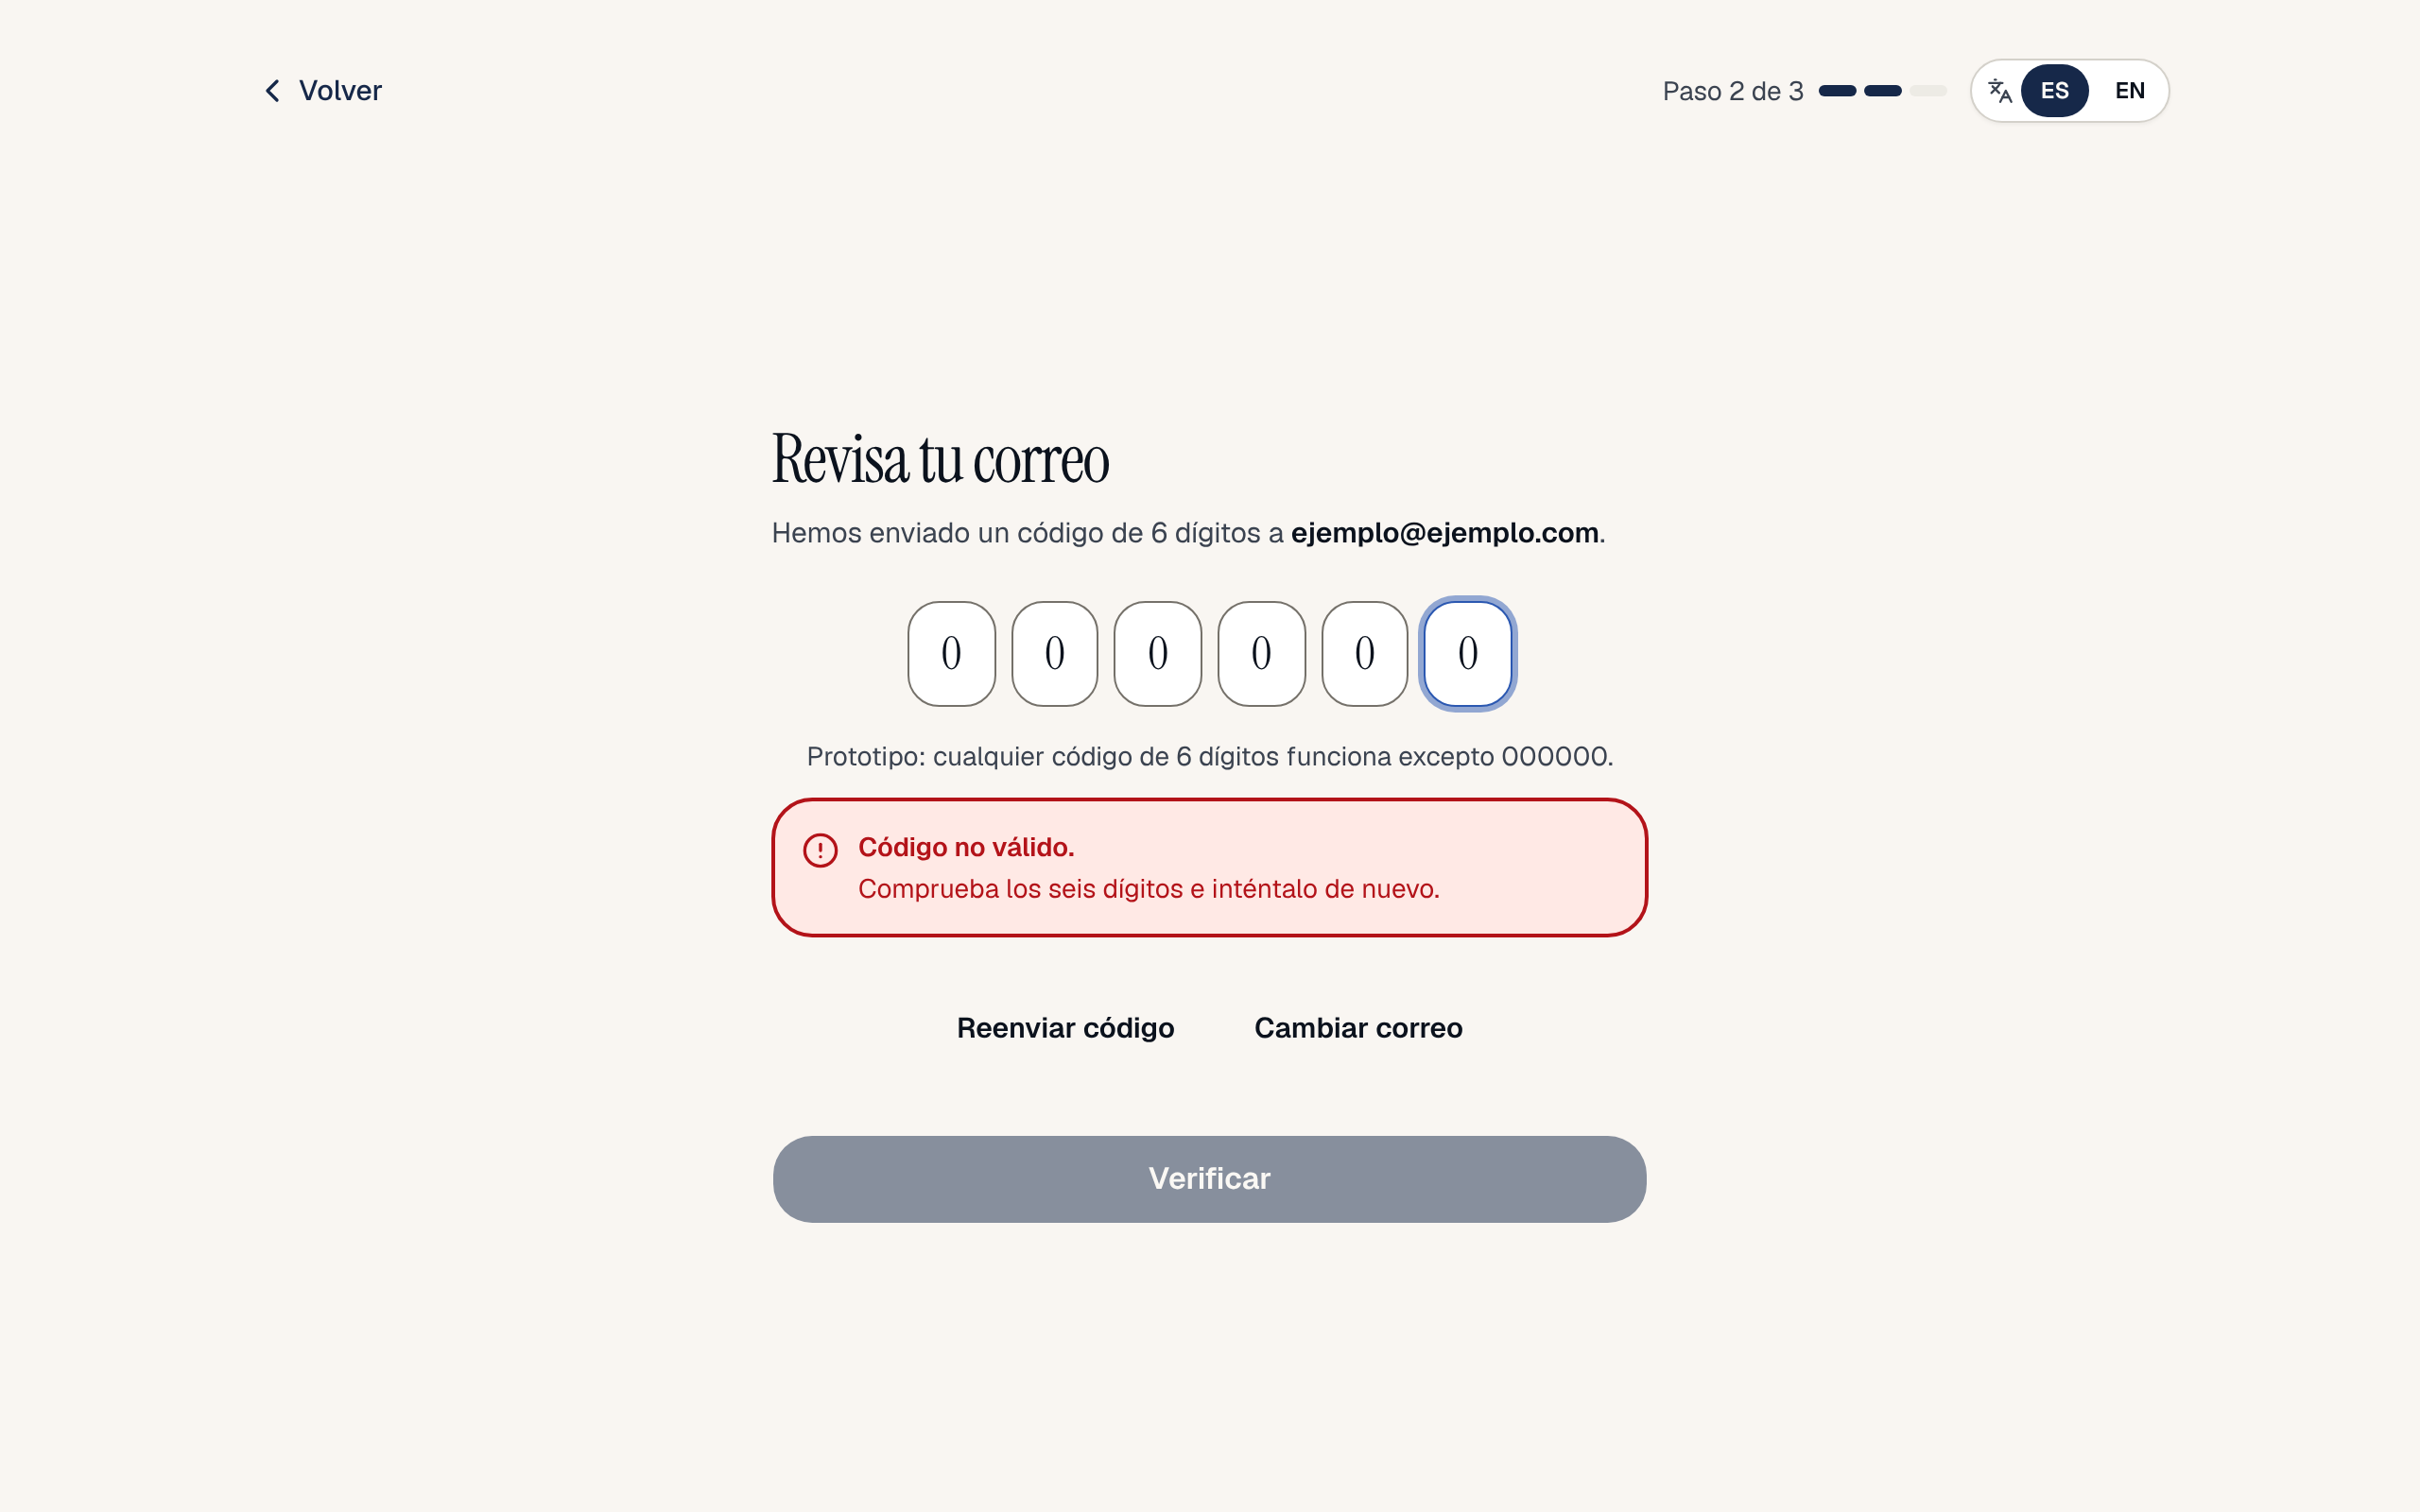 Volver
Paso 2 de 3
ES EN
Revisa tu correo
Hemos enviado un código de 6 dígitos a ejemplo@ejemplo.com.
0 0 0 0 0 0
Prototipo: cualquier código de 6 dígitos funciona excepto 000000.
Código no válido.
Comprueba los seis dígitos e inténtalo de nuevo.
Reenviar código Cambiar correo
Verificar